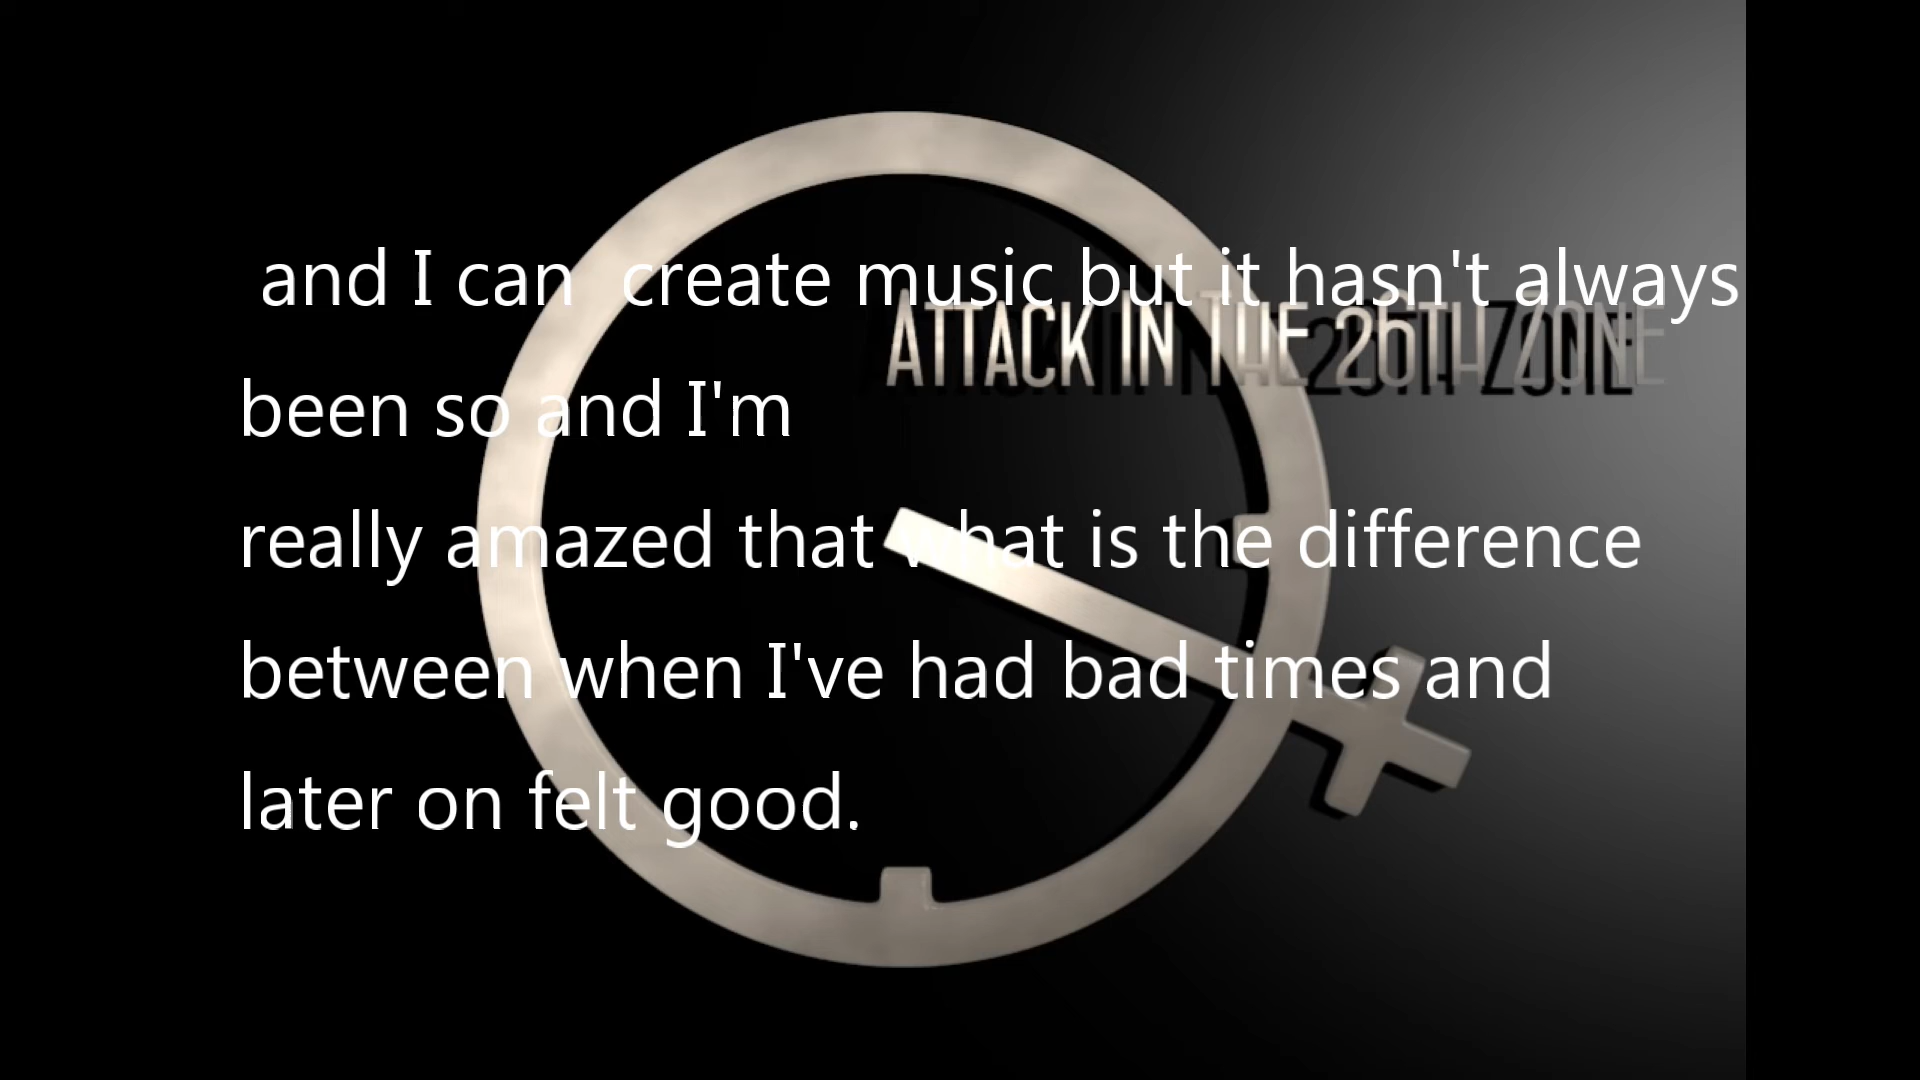 and I can  create music but it hasn't always
ATTACK IN THE 26TH ZONE
been so and I'm
really amazed that what is the difference
between when I've had bad times and
later on felt good.